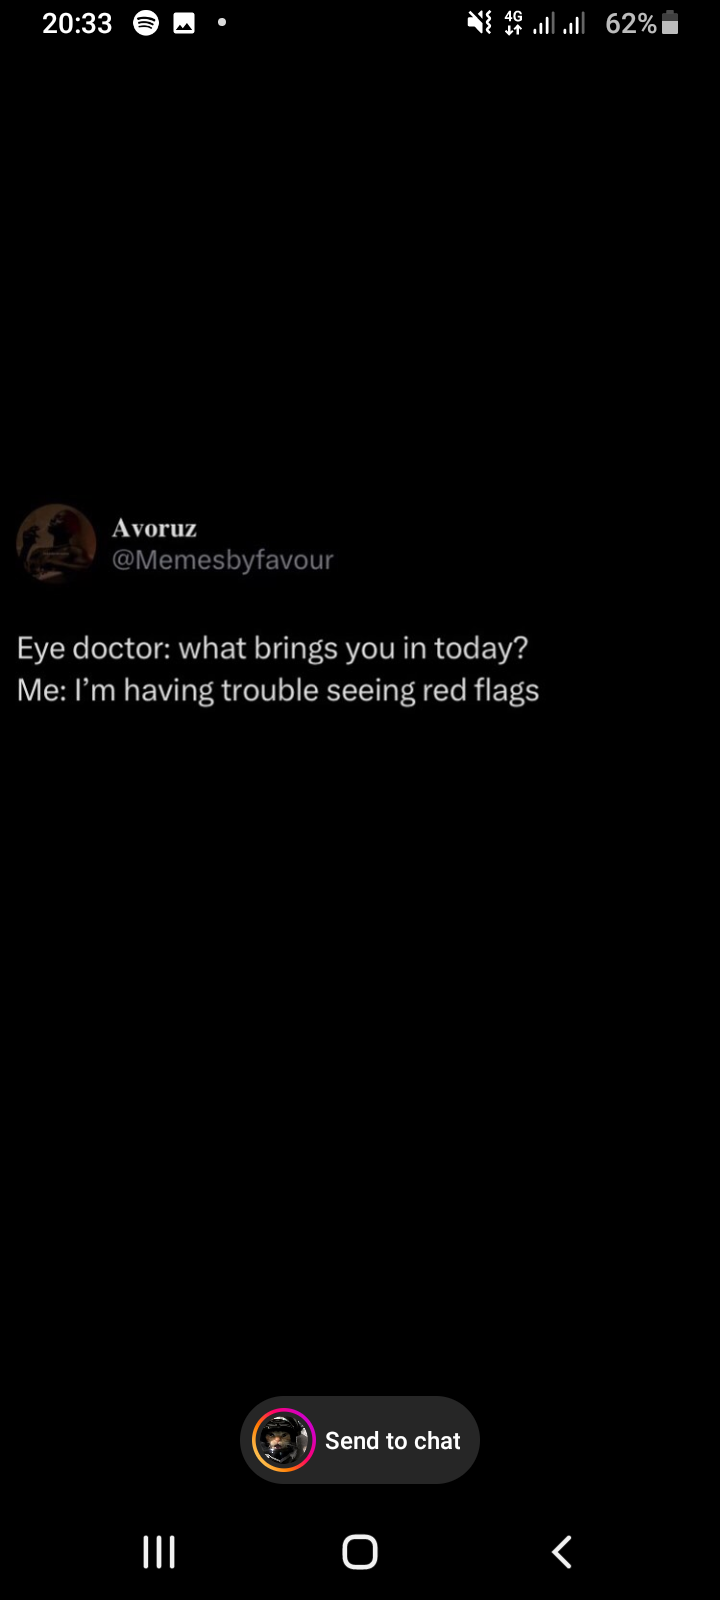 20:33
4G
62%
Avoruz
@Memesbyfavour
Eye doctor: what brings you in today?
Me: I’m having trouble seeing red flags
Send to chat